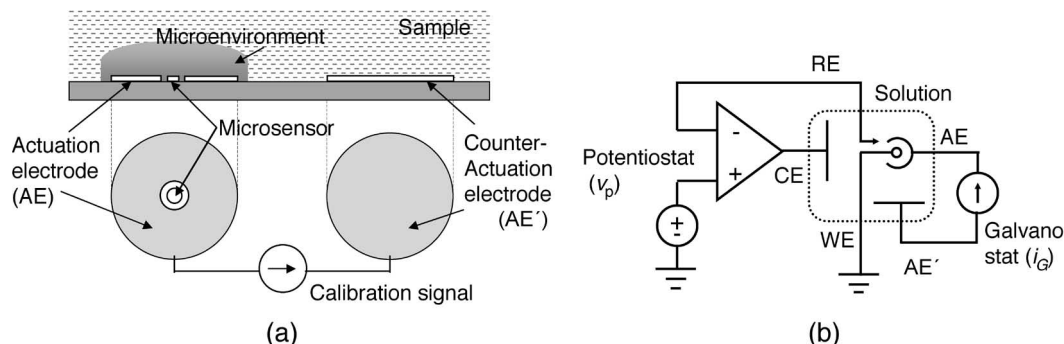 Microenvironment
Sample
Actuation
electrode
(AE)
Microsensor
Counter-
Actuation
electrode
(AE´)
Calibration signal
(a)
RE
Solution
-
+
Potentiostat
(vp)
CE
AE
+
-
WE
AE´
Galvano
stat (iG)
(b)